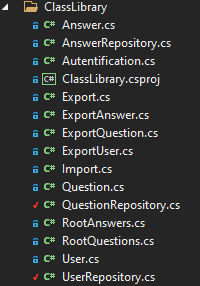 ClassLibrary
C# Answer.cs
C# AnswerRepository.cs
C# Autentification.cs
C# ClassLibrary.csproj
C# Export.cs
C# ExportAnswer.cs
C# ExportQuestion.cs
C# ExportUser.cs
C# Import.cs
C# Question.cs
C# QuestionRepository.cs
C# RootAnswers.cs
C# RootQuestions.cs
C# User.cs
C# UserRepository.cs